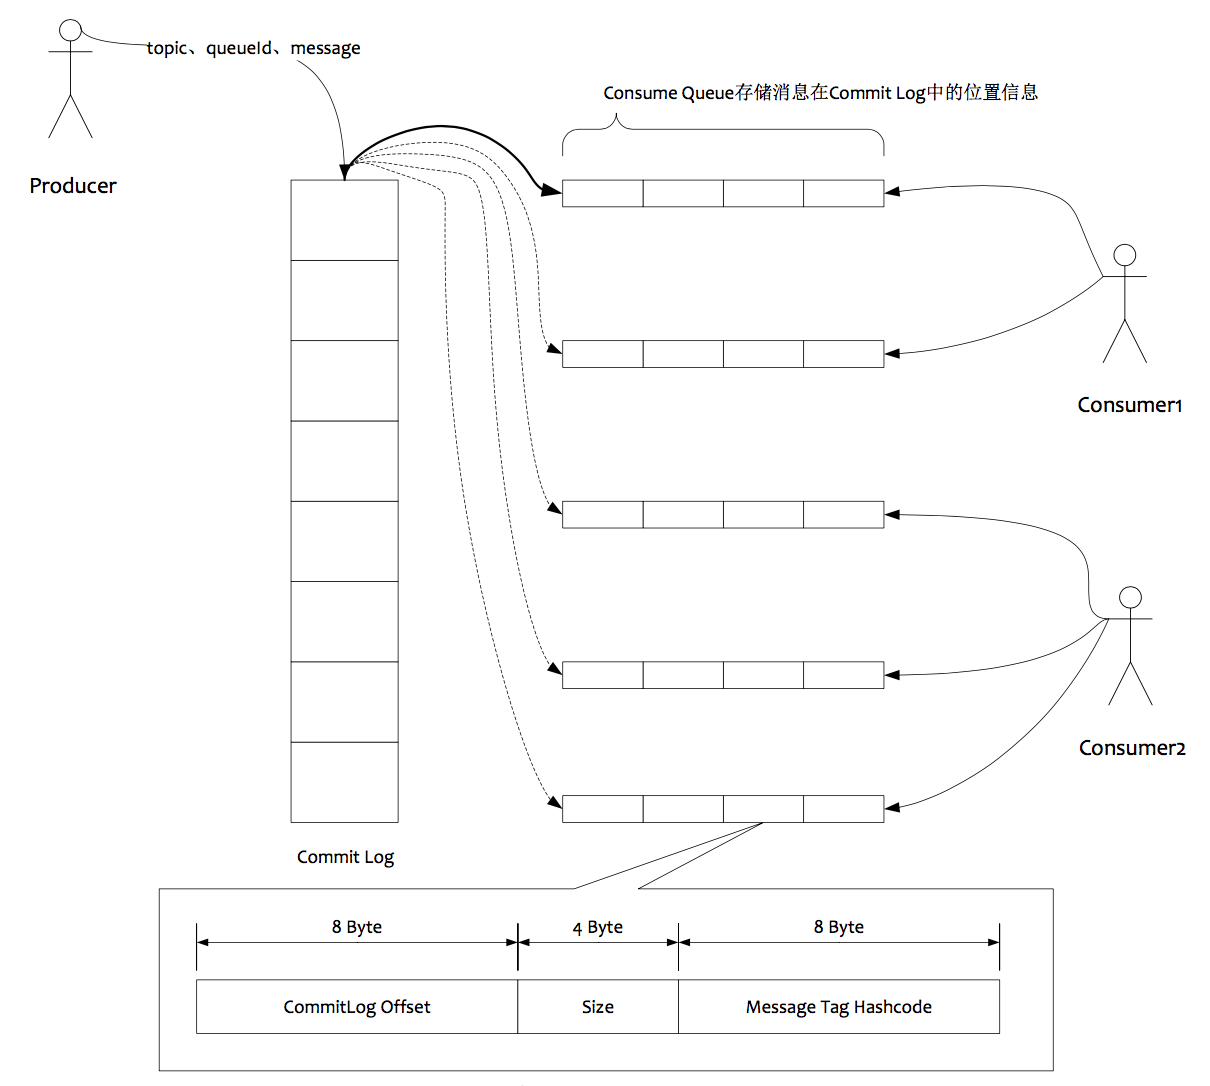 topic、queueId、message
Consume Queue存储消息在Commit Log中的位置信息
Producer
Consumer1
Consumer2
Commit Log
8 Byte
4 Byte
8 Byte
CommitLog Offset
Size
Message Tag Hashcode